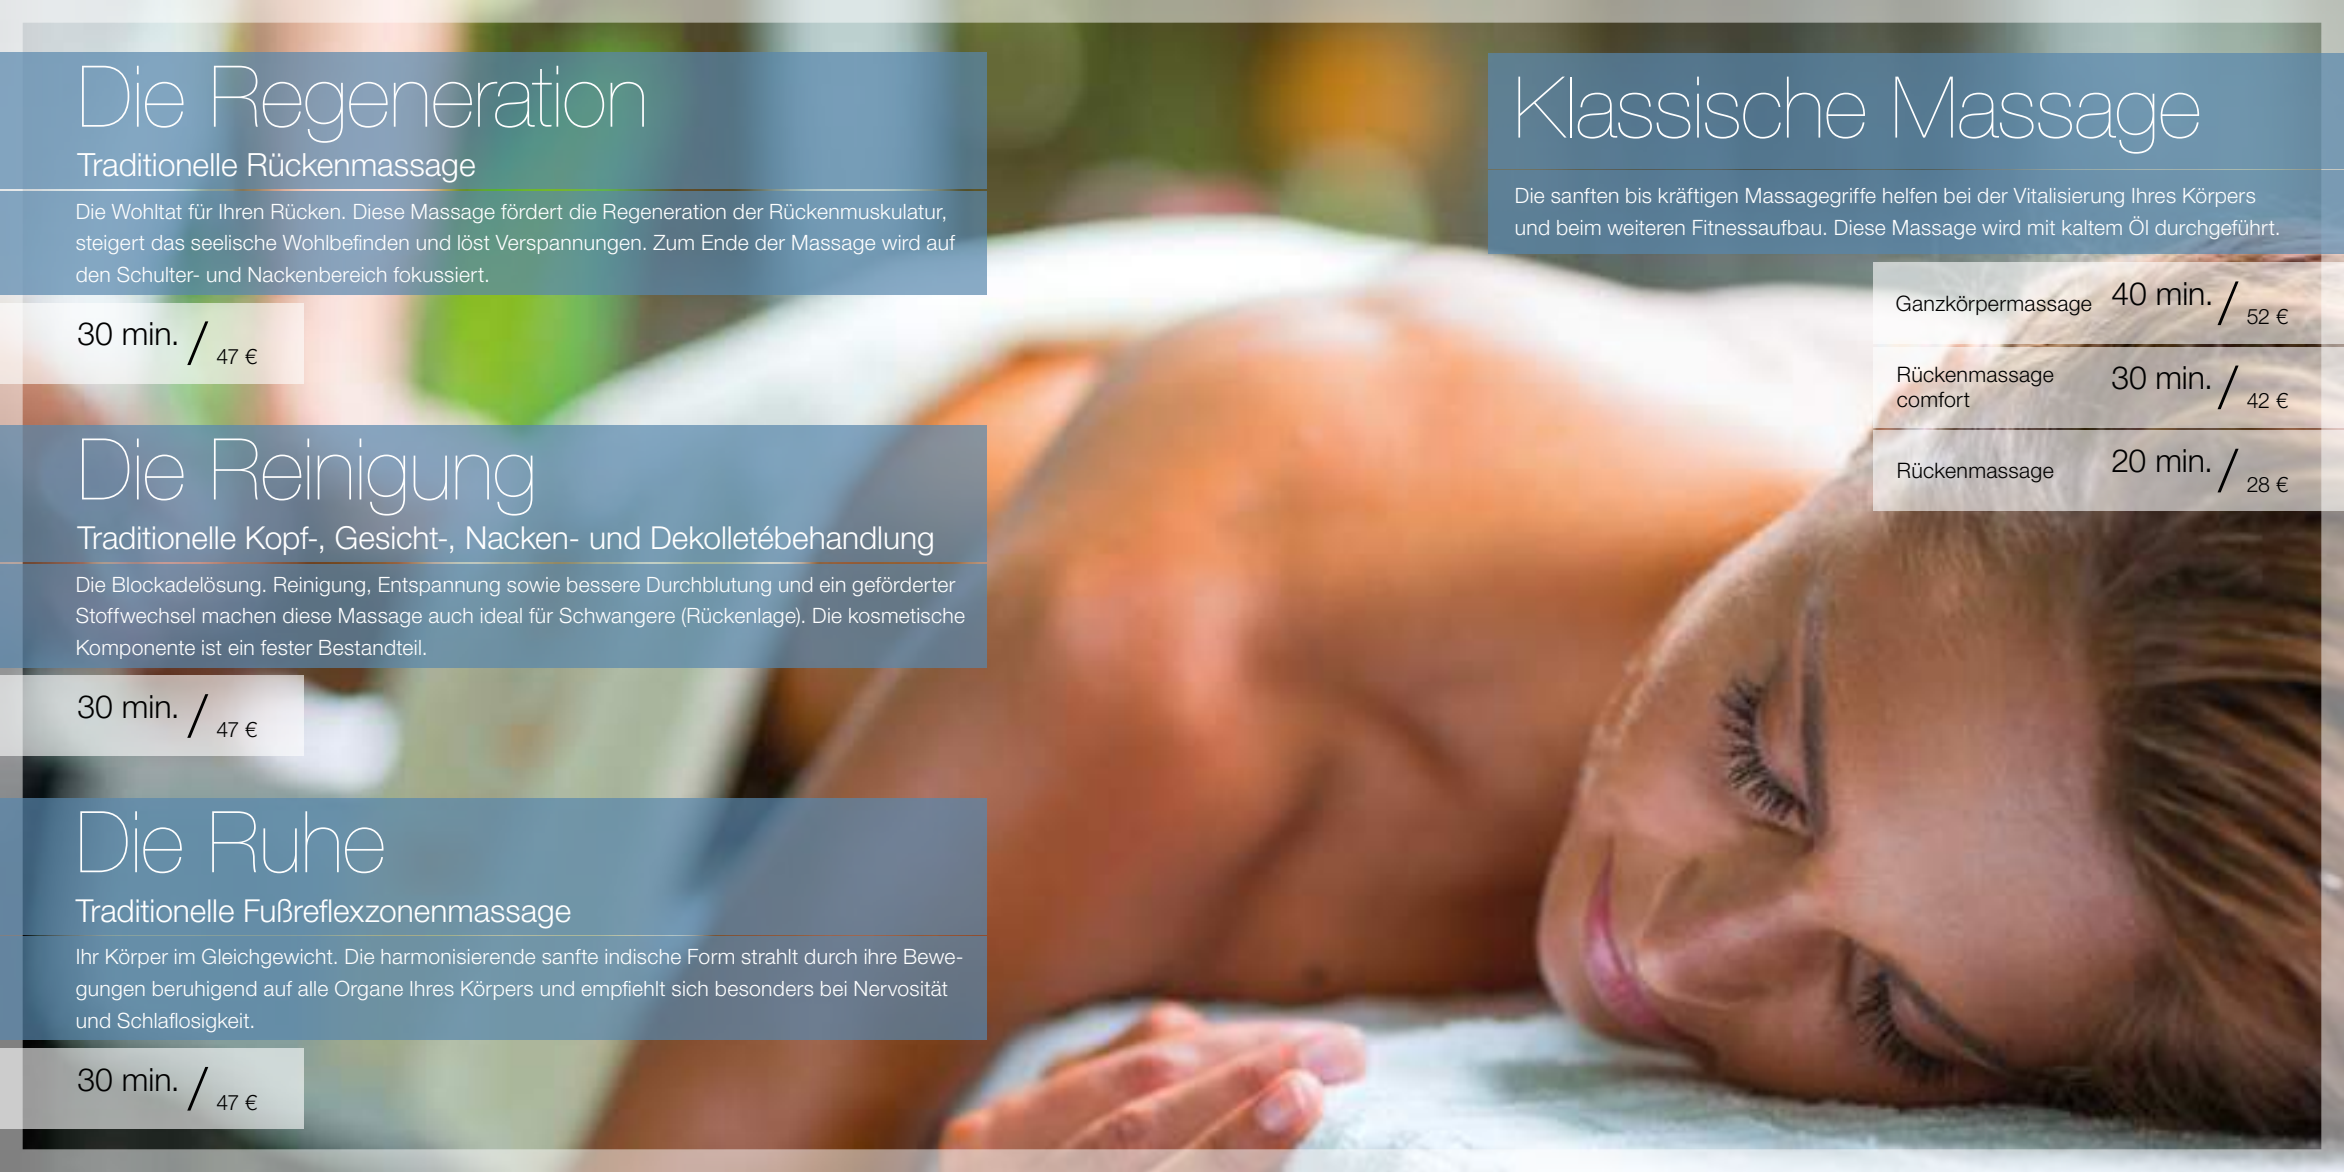 Die Regeneration
Traditionelle Rückenmassage
Die Wohltat für Ihren Rücken. Diese Massage fördert die Regeneration der Rückenmuskulatur,
steigert das seelische Wohlbefinden und löst Verspannungen. Zum Ende der Massage wird auf
den Schulter- und Nackenbereich fokussiert.
30 min. / 47 €
Die Reinigung
Traditionelle Kopf-, Gesicht-, Nacken- und Dekolletébehandlung
Die Blockadelösung. Reinigung, Entspannung sowie bessere Durchblutung und ein geförderter
Stoffwechsel machen diese Massage auch ideal für Schwangere (Rückenlage). Die kosmetische
Komponente ist ein fester Bestandteil.
30 min. / 47 €
Die Ruhe
Traditionelle Fußreflexzonenmassage
Ihr Körper im Gleichgewicht. Die harmonisierende sanfte indische Form strahlt durch ihre Bewe-
gungen beruhigend auf alle Organe Ihres Körpers und empfiehlt sich besonders bei Nervosität
und Schlaflosigkeit.
30 min. / 47 €
Klassische Massage
Die sanften bis kräftigen Massagegriffe helfen bei der Vitalisierung Ihres Körpers
und beim weiteren Fitnessaufbau. Diese Massage wird mit kaltem Öl durchgeführt.
Ganzkörpermassage 40 min. / 52 €
Rückenmassage
comfort 30 min. / 42 €
Rückenmassage 20 min. / 28 €